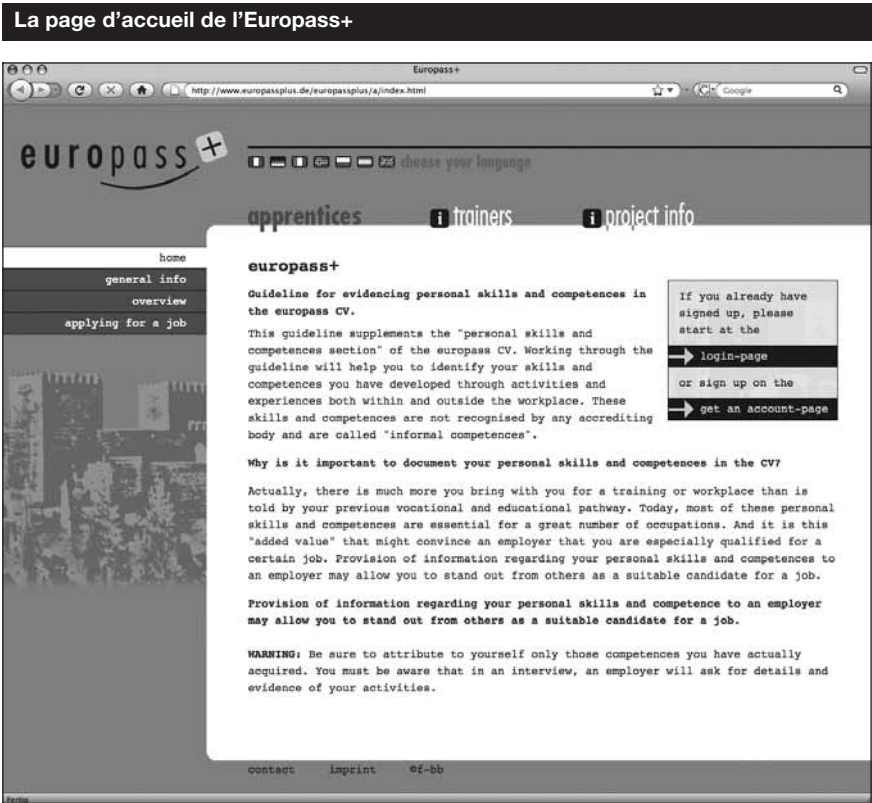 La page d'accueil de l'Europass+
Europass+
http://www.europassplus.de/europassplus/a/index.html
Google
europass+
choose your language
apprentices
i trainers
i project info
home
general info
overview
applying for a job
europass+
Guideline for evidencing personal skills and competences in
the europass CV.
This guideline supplements the "personal skills and
competences section" of the europass CV. Working through the
guideline will help you to identify your skills and
competences you have developed through activities and
experiences both within and outside the workplace. These
skills and competences are not recognised by any accrediting
body and are called "informal competences".
If you already have
signed up, please
start at the
login-page
or sign up on the
get an account-page
Why is it important to document your personal skills and competences in the CV?
Actually, there is much more you bring with you for a training or workplace than is
told by your previous vocational and educational pathway. Today, most of these personal
skills and competences are essential for a great number of occupations. And it is this
"added value" that might convince an employer that you are especially qualified for a
certain job. Provision of information regarding your personal skills and competences to
an employer may allow you to stand out from others as a suitable candidate for a job.
Provision of information regarding your personal skills and competence to an employer
may allow you to stand out from others as a suitable candidate for a job.
WARNING: Be sure to attribute to yourself only those competences you have actually
acquired. You must be aware that in an interview, an employer will ask for details and
evidence of your activities.
contact imprint ©f-bb
Fertig